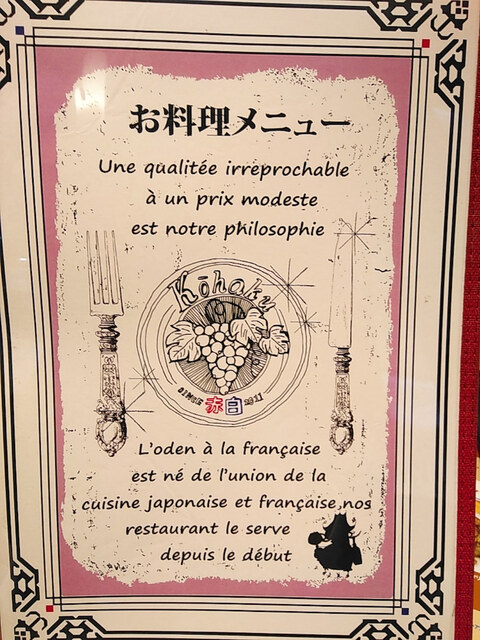 お料理メニュー
Une qualitée irreprochable
à un prix modeste
est notre philosophie
Kōhaku
SINCE 赤白 2011
L'oden à la française
est né de l'union de la
cuisine japonaise et française,nos
restaurant le serve
depuis le début